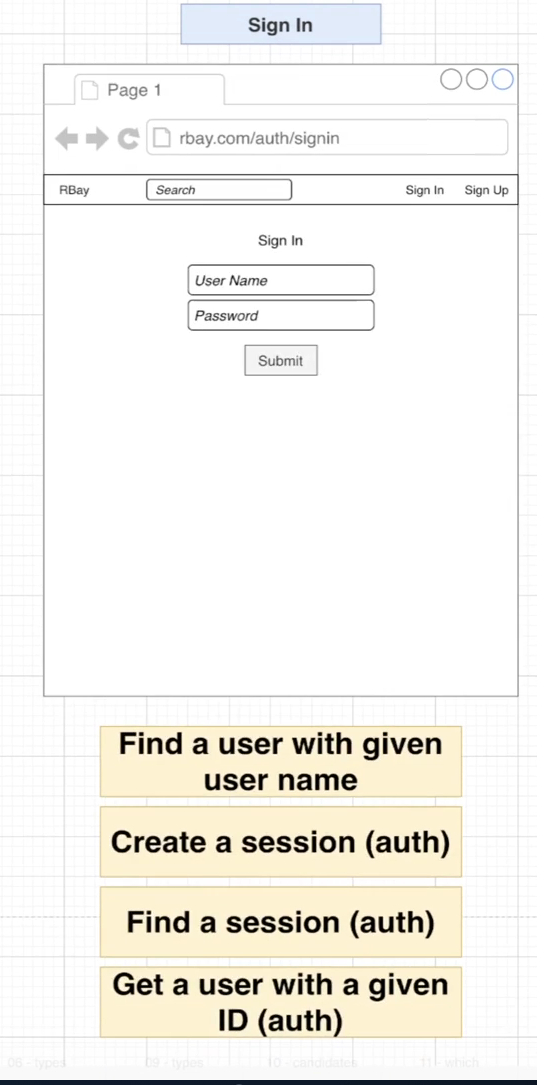 Sign In
Page 1
rbay.com/auth/signin
RBay
Search
Sign In
Sign Up
Sign In
User Name
Password
Submit
Find a user with given
user name
Create a session (auth)
Find a session (auth)
Get a user with a given
ID (auth)
08 - types
09 - types
10 - candidates
11 - which